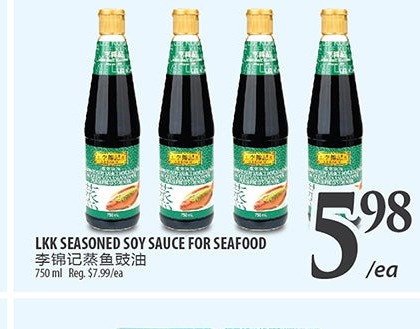 LKK SEASONED SOY SAUCE FOR SEAFOOD
李锦记蒸鱼豉油
750 ml Reg. $7.99/ea
5.98
/ea